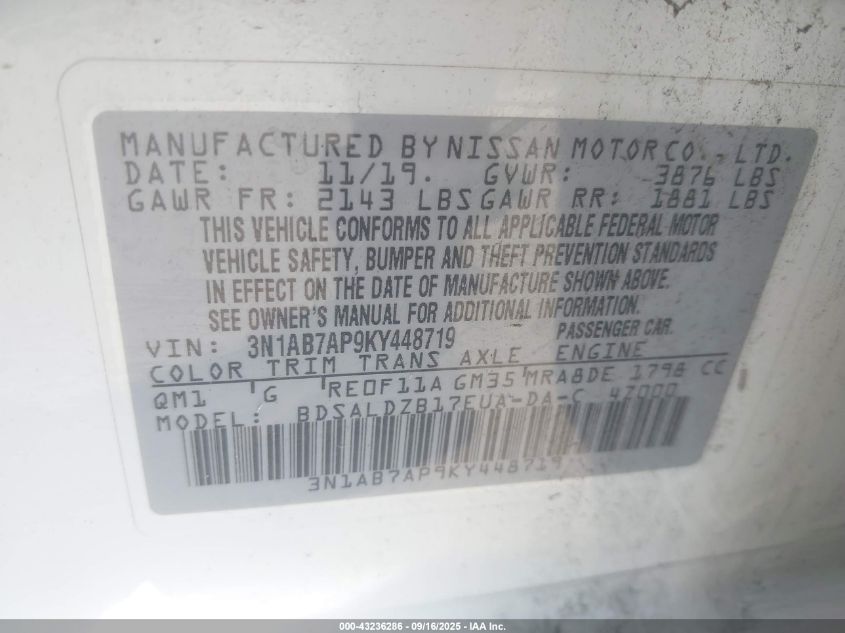 MANUFACTURED BY NISSAN MOTOR CO., LTD.
DATE: 11/19. GVWR: 3876 LBS
GAWR FR: 2143 LBS GAWR RR: 1881 LBS
THIS VEHICLE CONFORMS TO ALL APPLICABLE FEDERAL MOTOR
VEHICLE SAFETY, BUMPER AND THEFT PREVENTION STANDARDS
IN EFFECT ON THE DATE OF MANUFACTURE SHOWN ABOVE.
SEE OWNER'S MANUAL FOR ADDITIONAL INFORMATION.
VIN: 3N1AB7AP9KY448719 PASSENGER CAR.
COLOR TRIM TRANS AXLE ENGINE
QM1 G RE0F11A GM35 MRA8DE 1798 CC
MODEL: BDSALDZB17EUA-DA-C 47000
3N1AB7AP9KY448719
000-43236286 - 09/16/2025 - IAA Inc.